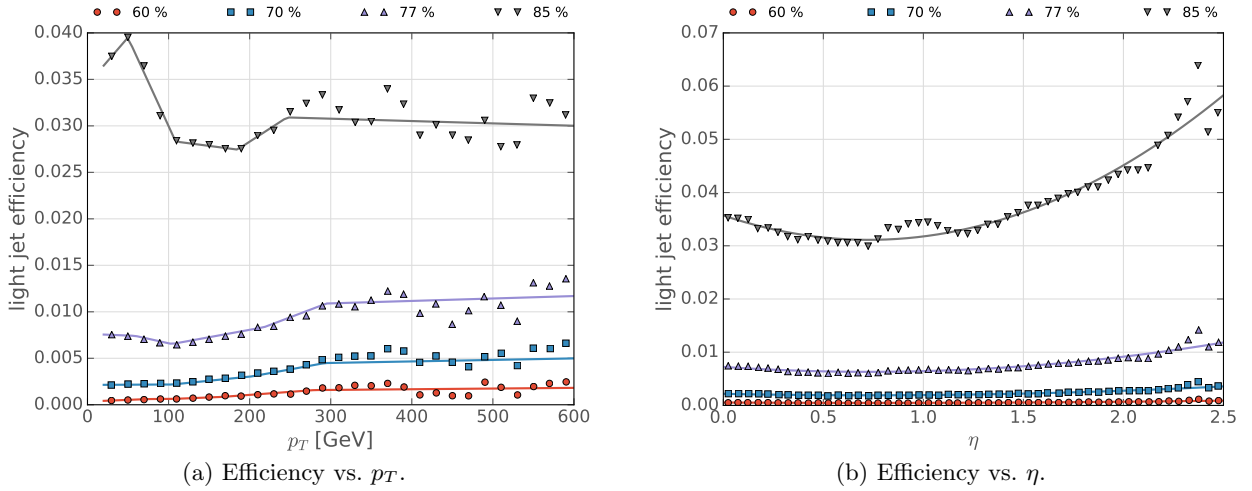 60 % 70 % 77 % 85 %
0.040
0.035
0.030
0.025
0.020
0.015
0.010
0.005
0.000
light jet efficiency
0 100 200 300 400 500 600
p_T [GeV]
(a) Efficiency vs. p_T.
60 % 70 % 77 % 85 %
0.07
0.06
0.05
0.04
0.03
0.02
0.01
0.00
light jet efficiency
0.0 0.5 1.0 1.5 2.0 2.5
η
(b) Efficiency vs. η.